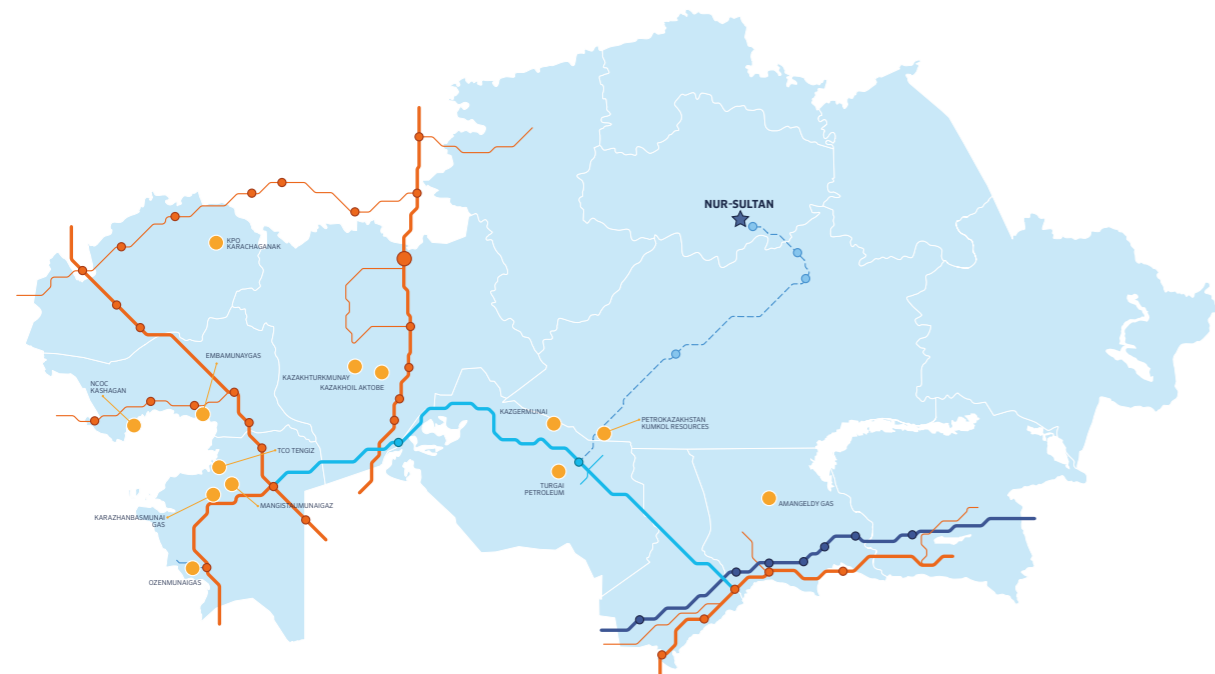 NUR-SULTAN
KPO
KARACHAGANAK
EMBAMUNAYGAS
NCOC
KASHAGAN
KAZAKHTURKMUNAY
KAZAKHOIL AKTOBE
KAZGERMUNAI
PETROKAZAKHSTAN
KUMKOL RESOURCES
TCO TENGIZ
TURGAI
PETROLEUM
MANGISTAUMUNAIGAZ
AMANGELDY GAS
KARAZHANBASMUNAI
GAS
OZENMUNAIGAS